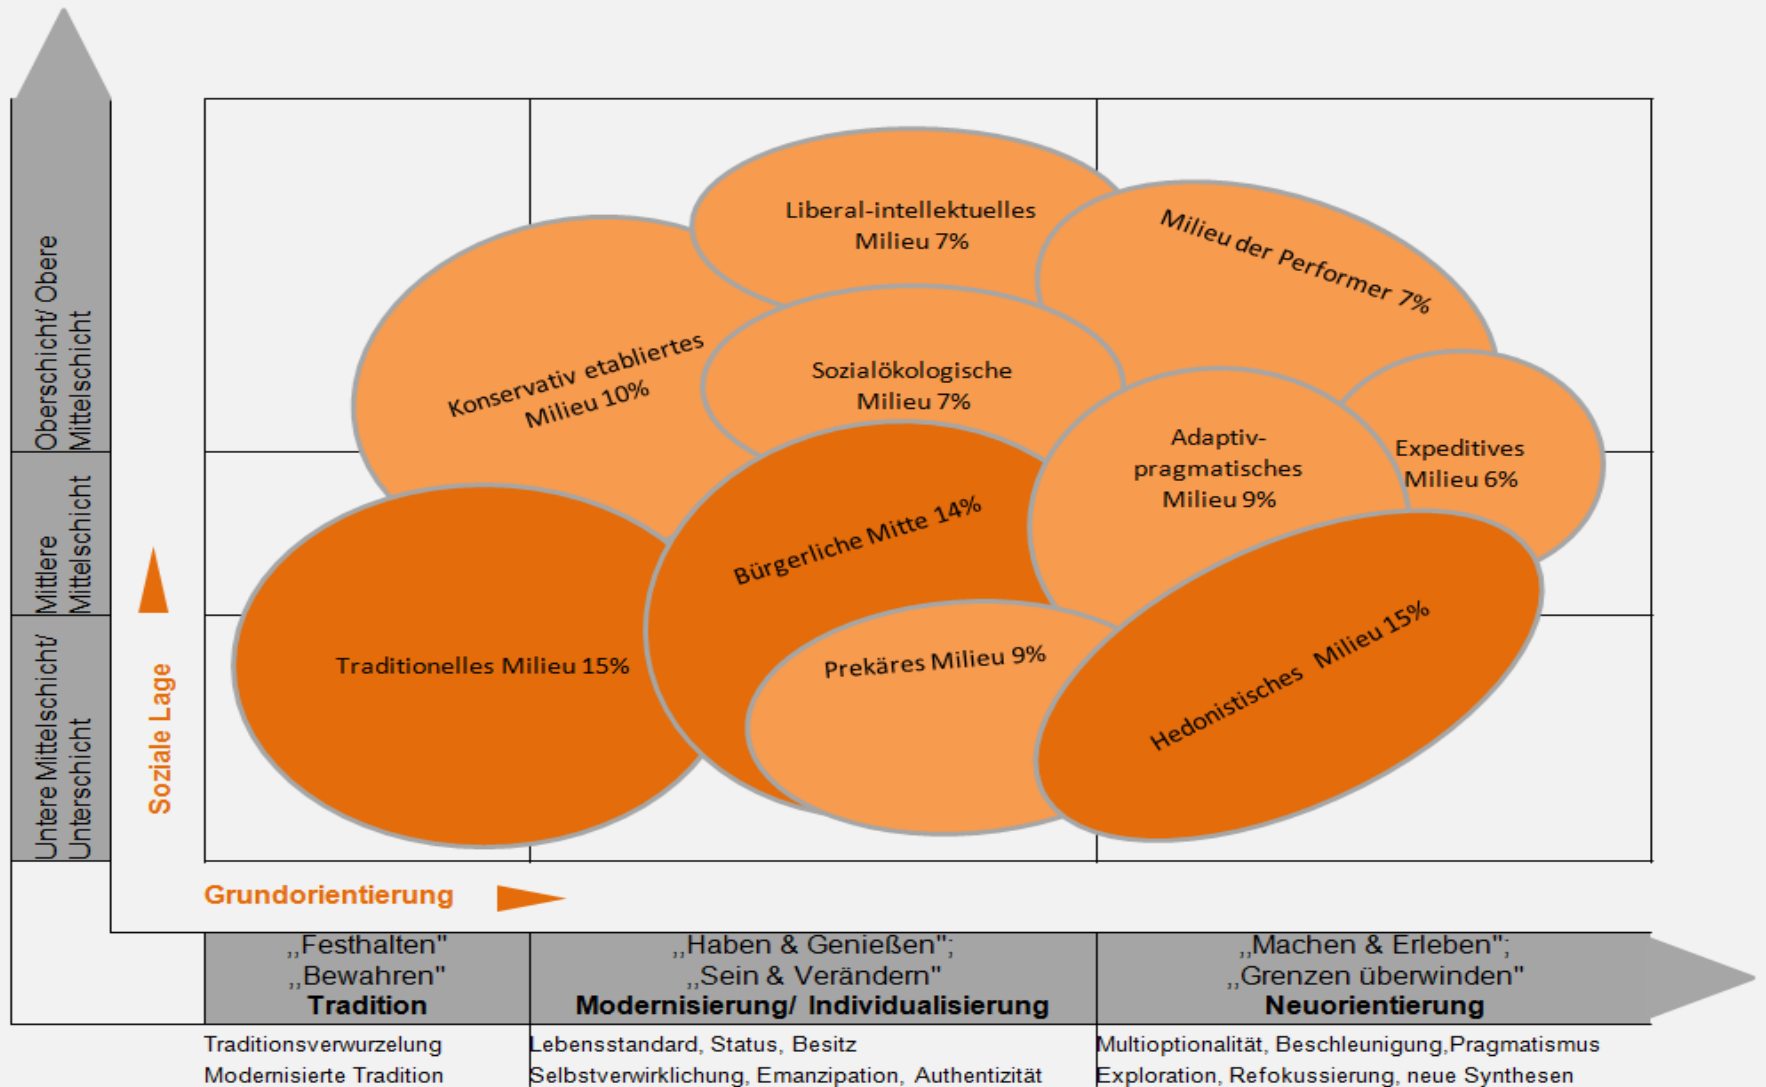 Oberschicht/ Obere
Mittelschicht
Mittlere
Mittelschicht
Untere Mittelschicht/
Unterschicht
Soziale Lage
Liberal-intellektuelles
Milieu 7%
Milieu der Performer 7%
Konservativ etabliertes
Milieu 10%
Sozialökologische
Milieu 7%
Adaptiv-
pragmatisches
Milieu 9%
Expeditives
Milieu 6%
Bürgerliche Mitte 14%
Traditionelles Milieu 15%
Prekäres Milieu 9%
Hedonistisches Milieu 15%
Grundorientierung
,,Festhalten"
,,Bewahren"
Tradition
,,Haben & Genießen";
,,Sein & Verändern"
Modernisierung/ Individualisierung
,,Machen & Erleben";
,,Grenzen überwinden"
Neuorientierung
Traditionsverwurzelung
Modernisierte Tradition
Lebensstandard, Status, Besitz
Selbstverwirklichung, Emanzipation, Authentizität
Multioptionalität, Beschleunigung,Pragmatismus
Exploration, Refokussierung, neue Synthesen